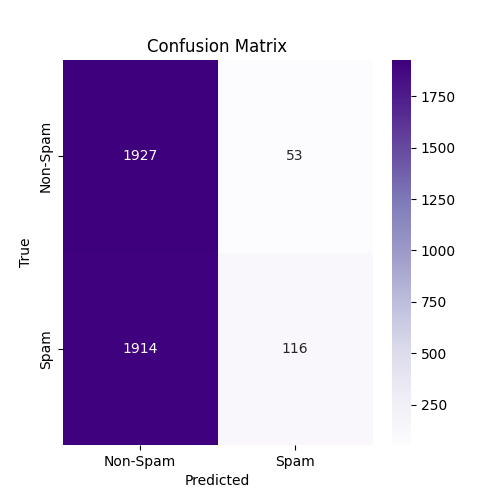 Confusion Matrix
Non-Spam
1927
53
Spam
1914
116
True
Non-Spam
Spam
Predicted
1750
1500
1250
1000
750
500
250